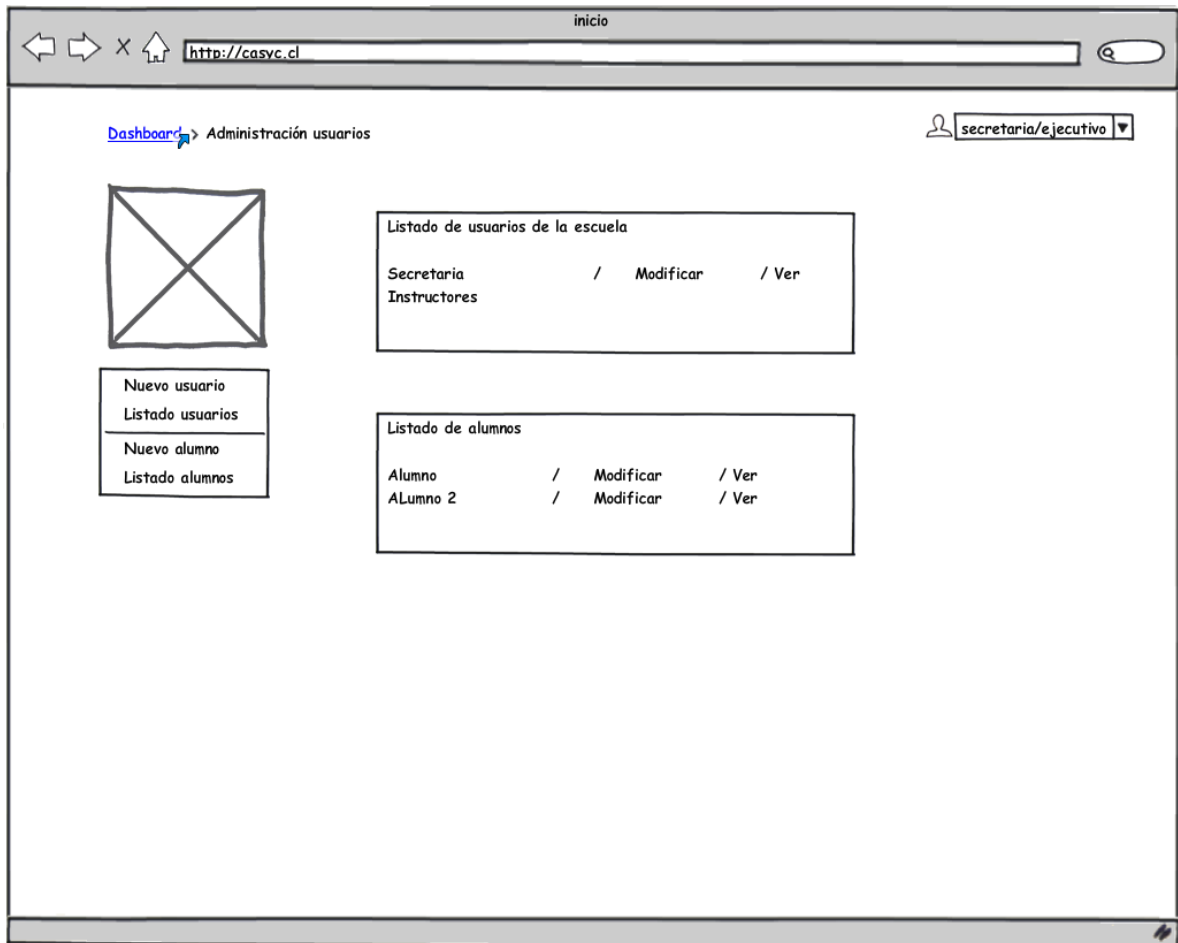 inicio
http://casyc.cl
Dashboard > Administración usuarios
secretaria/ejecutivo
Nuevo usuario
Listado usuarios
Nuevo alumno
Listado alumnos
Listado de usuarios de la escuela
Secretaria / Modificar / Ver
Instructores
Listado de alumnos
Alumno / Modificar / Ver
ALumno 2 / Modificar / Ver